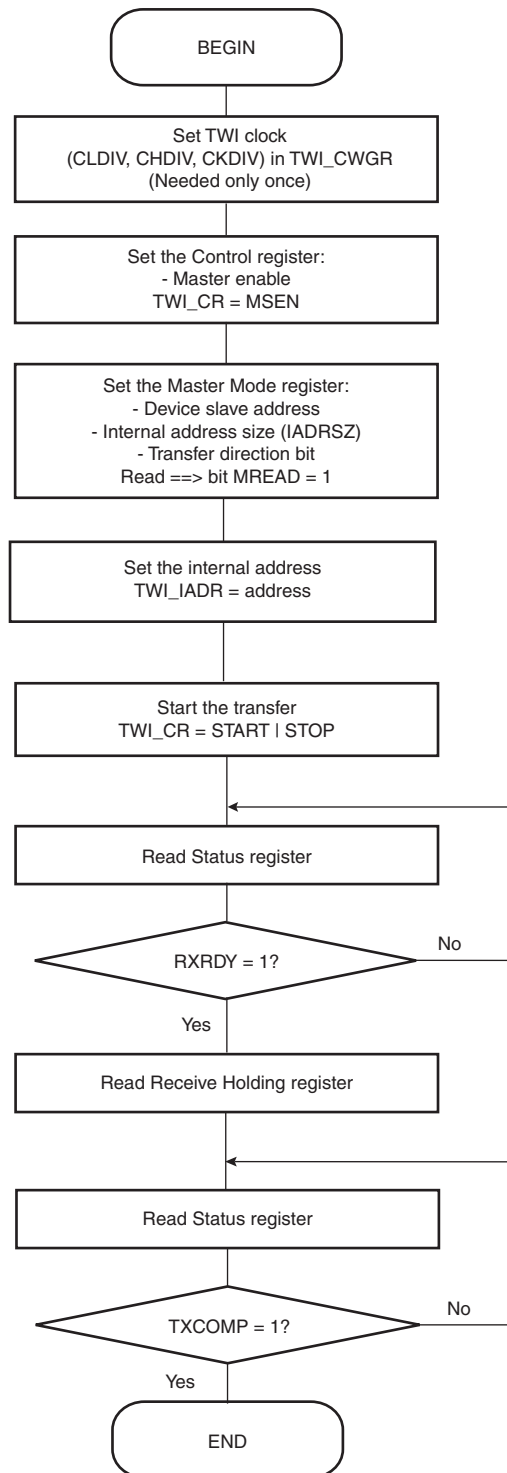 BEGIN
Set TWI clock
(CLDIV, CHDIV, CKDIV) in TWI_CWGR
(Needed only once)
Set the Control register:
- Master enable
TWI_CR = MSEN
Set the Master Mode register:
- Device slave address
- Internal address size (IADRSZ)
- Transfer direction bit
Read ==> bit MREAD = 1
Set the internal address
TWI_IADR = address
Start the transfer
TWI_CR = START | STOP
Read Status register
RXRDY = 1?
No
Yes
Read Receive Holding register
Read Status register
TXCOMP = 1?
No
Yes
END